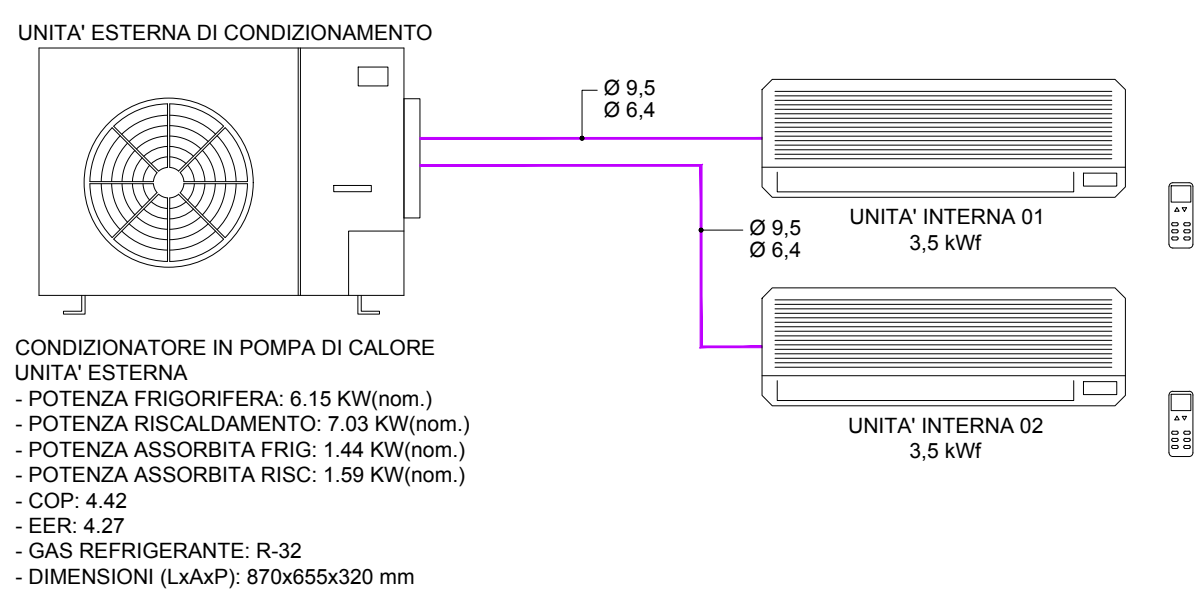 UNITA' ESTERNA DI CONDIZIONAMENTO
Ø 9,5
Ø 6,4
UNITA' INTERNA 01
3,5 kWf
Ø 9,5
Ø 6,4
UNITA' INTERNA 02
3,5 kWf
CONDIZIONATORE IN POMPA DI CALORE
UNITA' ESTERNA
- POTENZA FRIGORIFERA: 6.15 KW(nom.)
- POTENZA RISCALDAMENTO: 7.03 KW(nom.)
- POTENZA ASSORBITA FRIG: 1.44 KW(nom.)
- POTENZA ASSORBITA RISC: 1.59 KW(nom.)
- COP: 4.42
- EER: 4.27
- GAS REFRIGERANTE: R-32
- DIMENSIONI (LxAxP): 870x655x320 mm